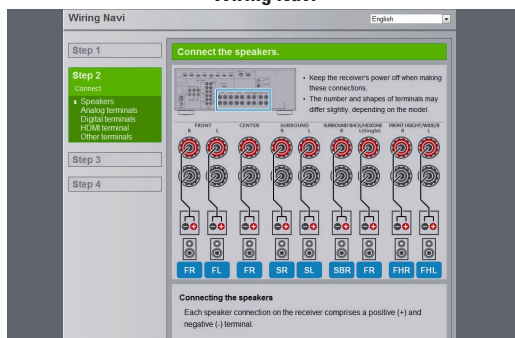 Wiring Navi
Wiring Navi
English
Step 1
Step 2
Connect
Speakers
Analog terminals
Digital terminals
HDMI terminal
Other terminals
Step 3
Step 4
Connect the speakers.
• Keep the receiver's power off when making
these connections.
• The number and shapes of terminals may
differ slightly, depending on the model.
FRONT CENTER SURROUND SURROUND BACK/HDZONE FRONT HEIGHT/WIDE/B
R L R L R L(Single) R L
FR FL FR SR SL SBR FR FHR FHL
Connecting the speakers
Each speaker connection on the receiver comprises a positive (+) and
negative (-) terminal.